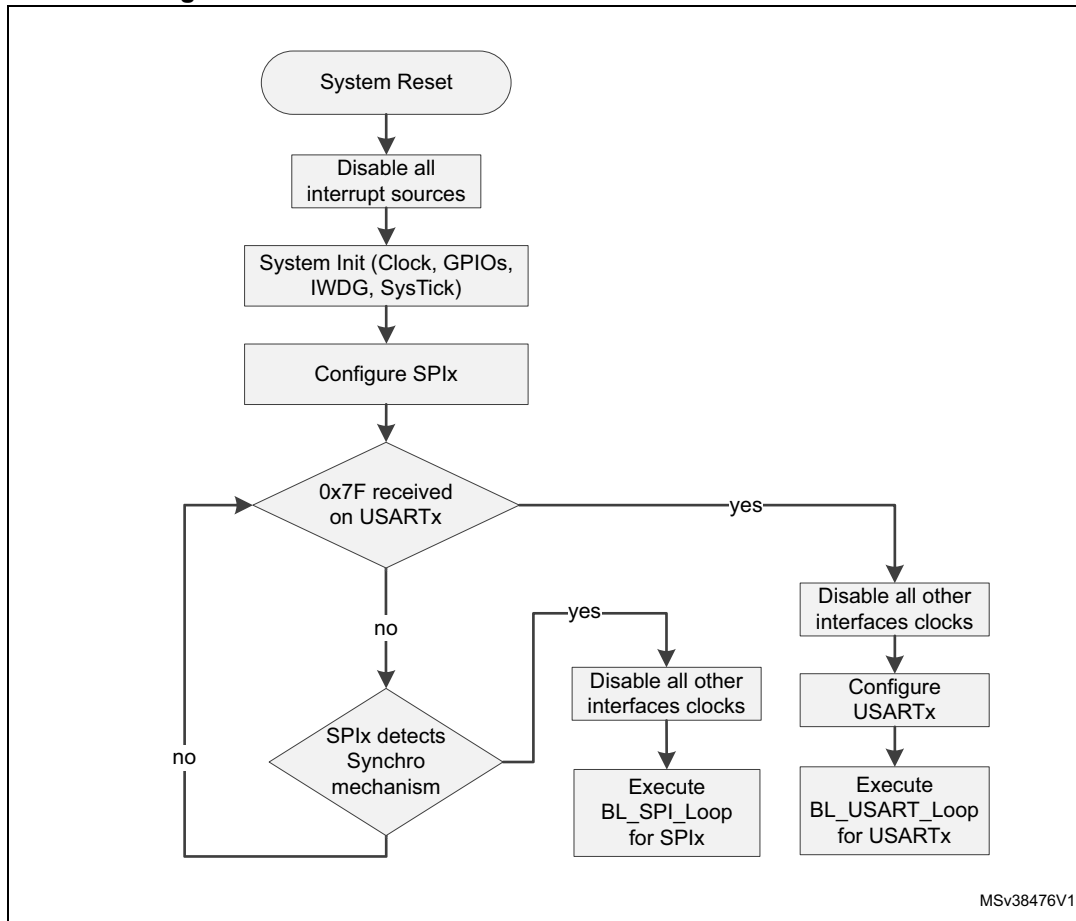 System Reset
Disable all
interrupt sources
System Init (Clock, GPIOs,
IWDG, SysTick)
Configure SPIx
0x7F received
on USARTx
yes
no
yes
Disable all other
interfaces clocks
Disable all other
interfaces clocks
Configure
USARTx
no
SPIx detects
Synchro
mechanism
Execute
BL_SPI_Loop
for SPIx
Execute
BL_USART_Loop
for USARTx
MSv38476V1